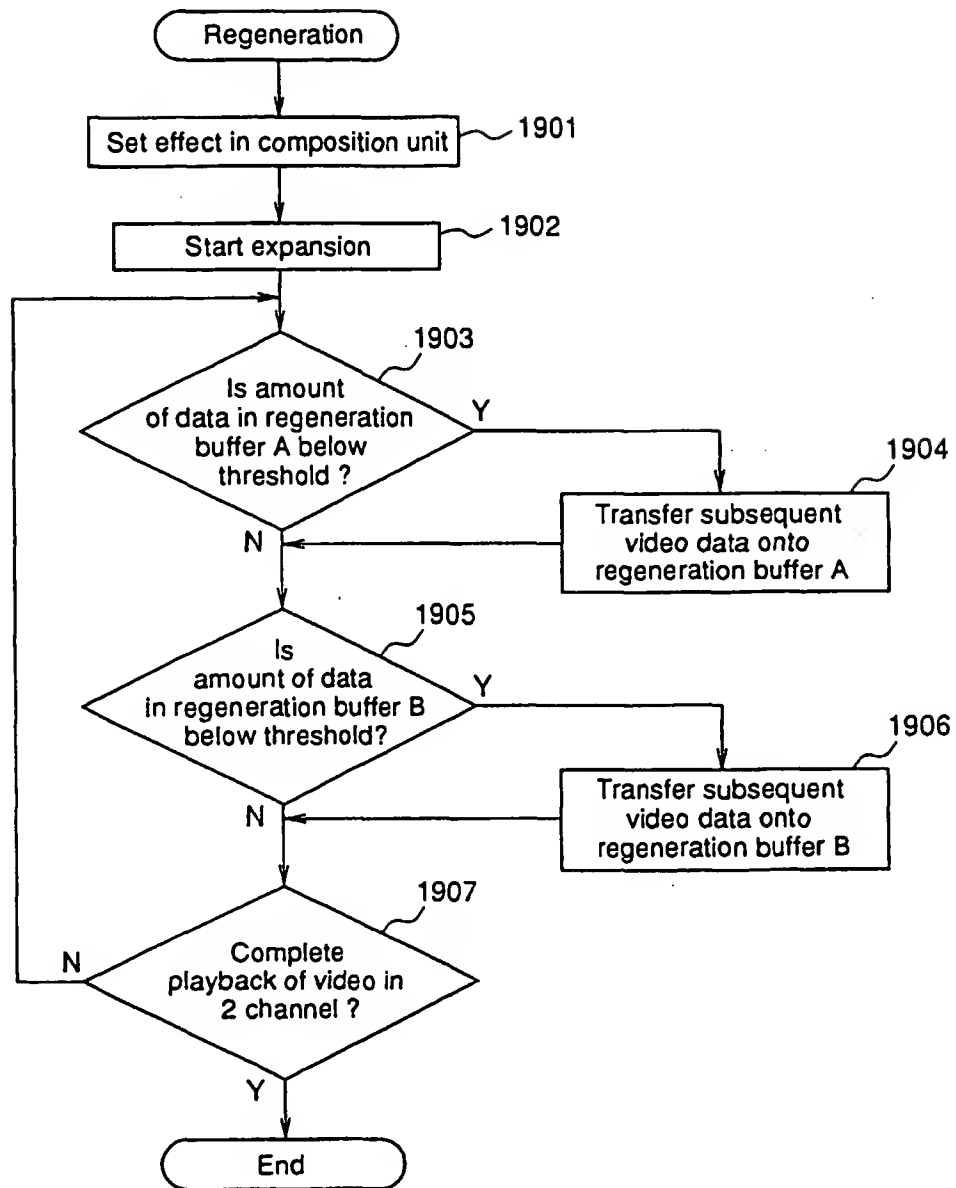 Regeneration
Set effect in composition unit
1901
Start expansion
1902
1903
Is amount
of data in regeneration
buffer A below
threshold ?
Y
N
1904
Transfer subsequent
video data onto
regeneration buffer A
1905
Is
amount of data
in regeneration buffer B
below threshold?
Y
N
1906
Transfer subsequent
video data onto
regeneration buffer B
1907
Complete
playback of video in
2 channel ?
N
Y
End